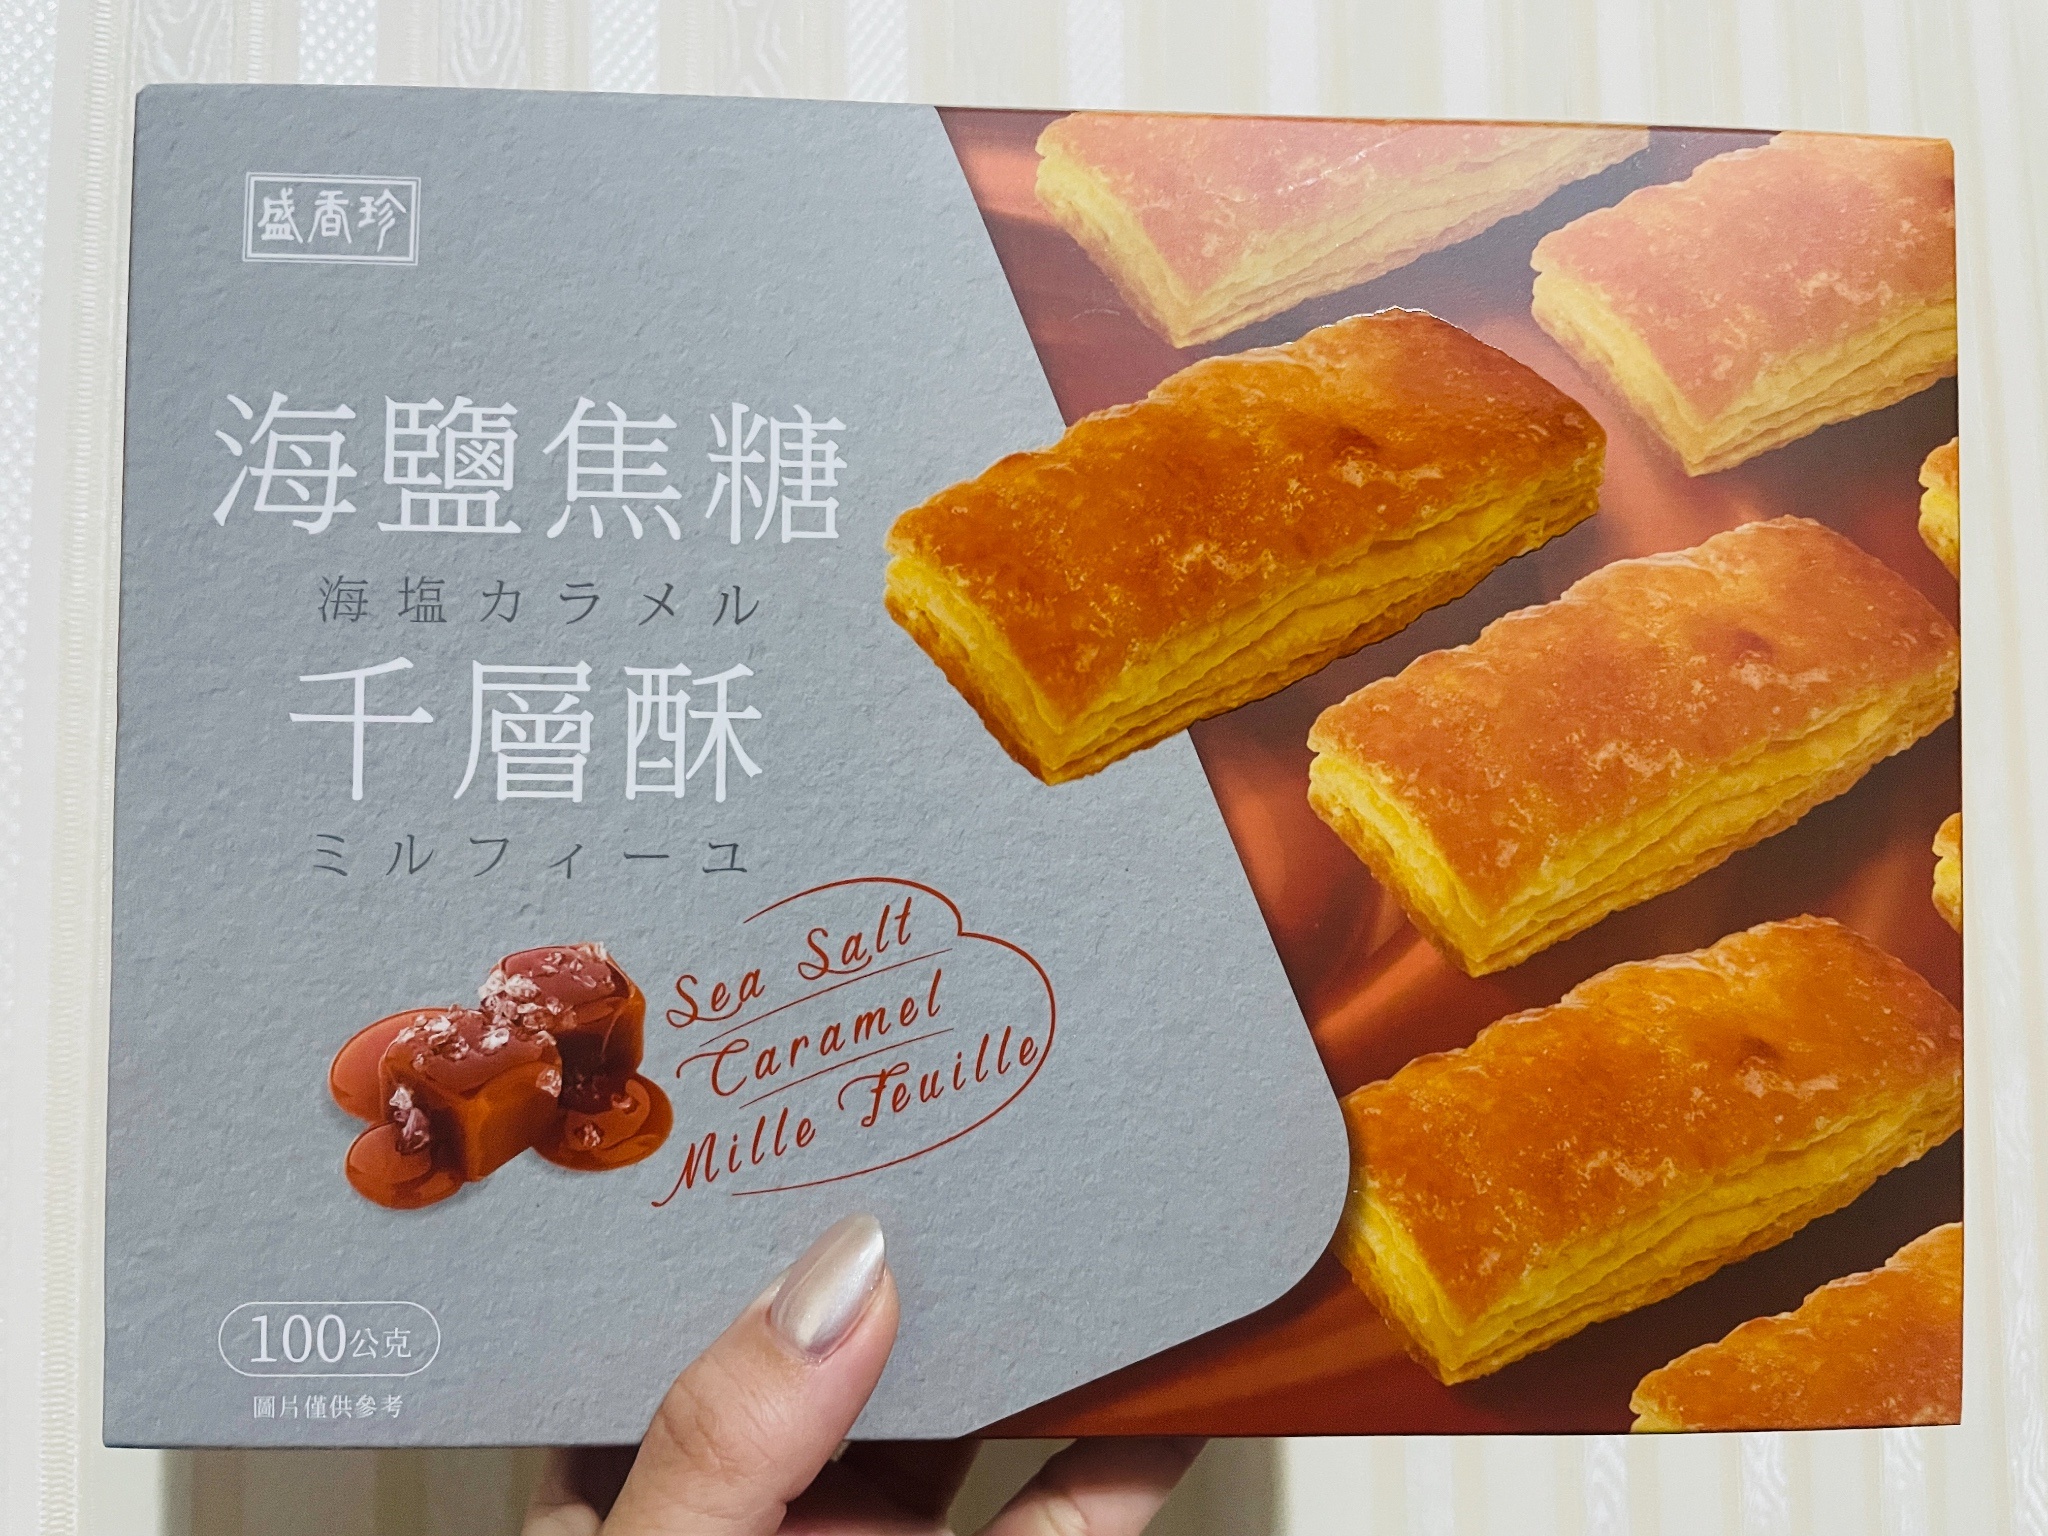 盛香珍
海鹽焦糖
海塩カラメル
千層酥
ミルフィーユ
Sea Salt
Caramel
Mille Feuille
100公克
圖片僅供參考